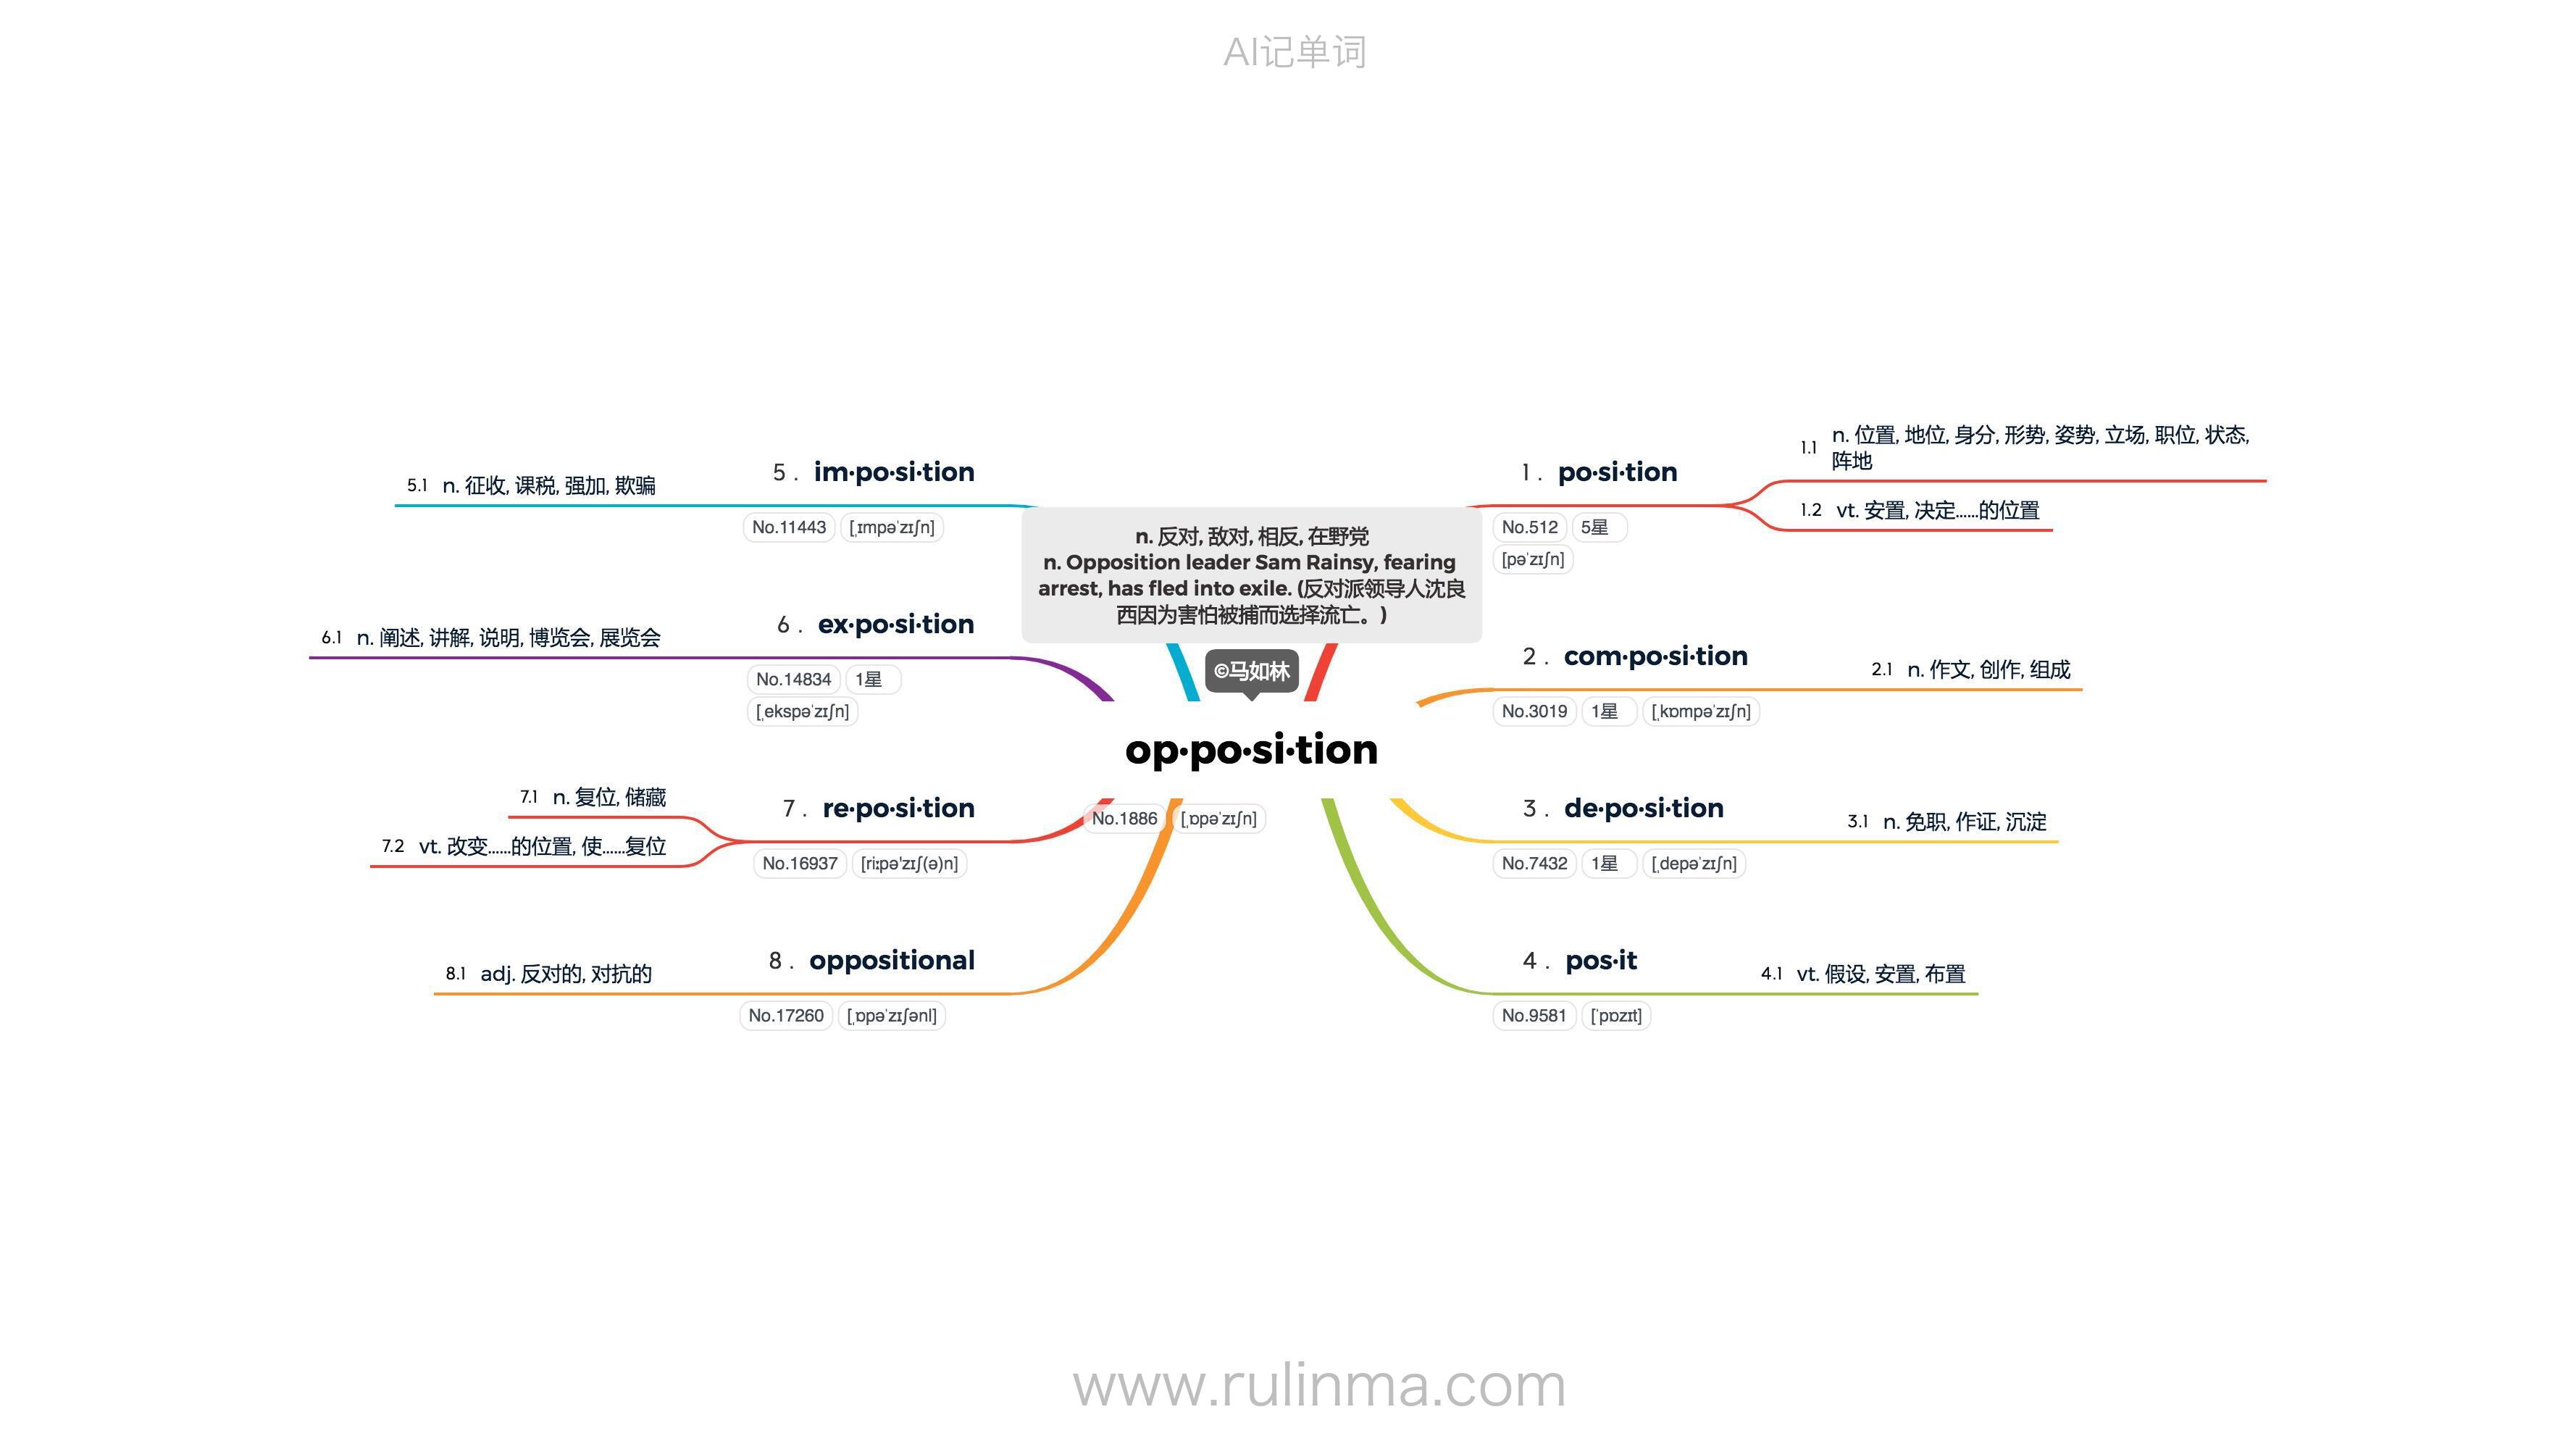 AI记单词
n. 反对, 敌对, 相反, 在野党
n. Opposition leader Sam Rainsy, fearing
arrest, has fled into exile. (反对派领导人沈良
西因为害怕被捕而选择流亡。)
©马如林
op·po·si·tion
No.1886 [ˌɒpəˈzɪʃn]
1 . po·si·tion
No.512 5星
[pəˈzɪʃn]
1.1 n. 位置, 地位, 身分, 形势, 姿势, 立场, 职位, 状态,
阵地
1.2 vt. 安置, 决定……的位置
2 . com·po·si·tion
No.3019 1星 [ˌkɒmpəˈzɪʃn]
2.1 n. 作文, 创作, 组成
3 . de·po·si·tion
No.7432 1星 [ˌdepəˈzɪʃn]
3.1 n. 免职, 作证, 沉淀
4 . pos·it
No.9581 [ˈpɒzɪt]
4.1 vt. 假设, 安置, 布置
5 . im·po·si·tion
No.11443 [ˌɪmpəˈzɪʃn]
5.1 n. 征收, 课税, 强加, 欺骗
6 . ex·po·si·tion
No.14834 1星
[ˌekspəˈzɪʃn]
6.1 n. 阐述, 讲解, 说明, 博览会, 展览会
7 . re·po·si·tion
No.16937 [riːpə'zɪʃ(ə)n]
7.1 n. 复位, 储藏
7.2 vt. 改变……的位置, 使……复位
8 . oppositional
No.17260 [ˌɒpəˈzɪʃənl]
8.1 adj. 反对的, 对抗的
www.rulinma.com